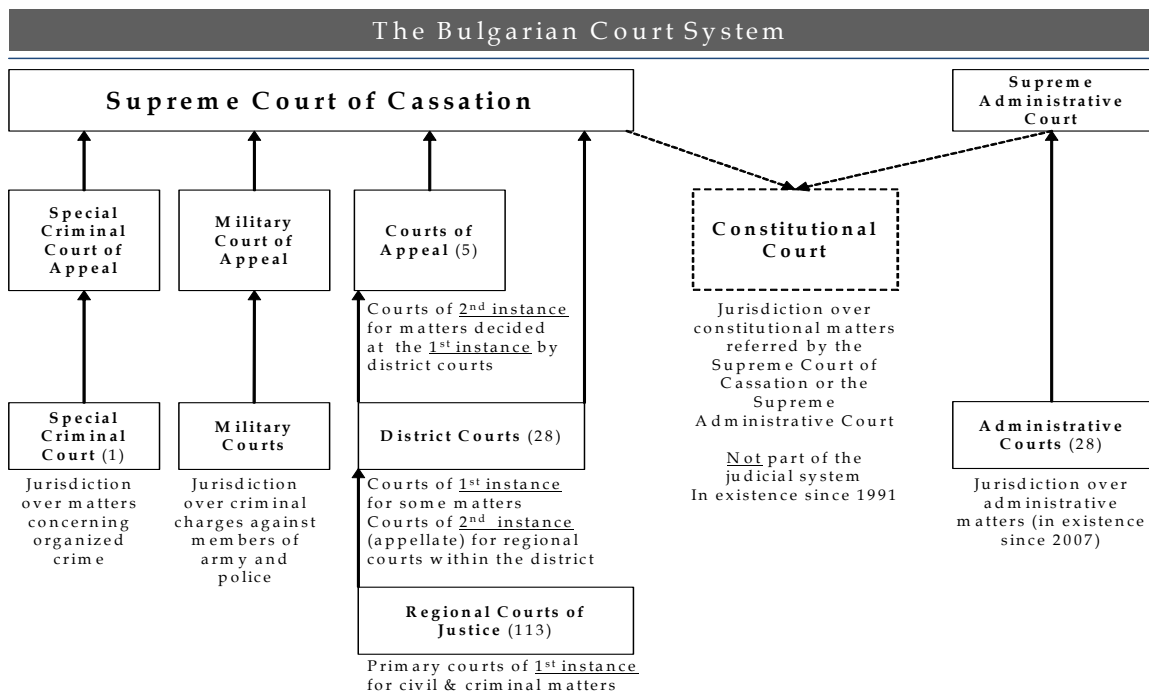 The Bulgarian Court System
Supreme Court of Cassation
Supreme
Administrative
Court
Special
Criminal
Court of
Appeal
Military
Court of
Appeal
Courts of
Appeal (5)
Constitutional
Court
Courts of 2nd instance
for matters decided
at the 1st instance by
district courts
Jurisdiction over
constitutional matters
referred by the
Supreme Court of
Cassation or the
Supreme
Administrative Court
Not part of the
judicial system
In existence since 1991
Special
Criminal
Court (1)
Military
Courts
District Courts (28)
Administrative
Courts (28)
Jurisdiction
over matters
concerning
organized
crime
Jurisdiction
over criminal
charges against
members of
army and
police
Courts of 1st instance
for some matters
Courts of 2nd instance
(appellate) for regional
courts within the district
Jurisdiction over
administrative
matters (in existence
since 2007)
Regional Courts of
Justice (113)
Primary courts of 1st instance
for civil & criminal matters